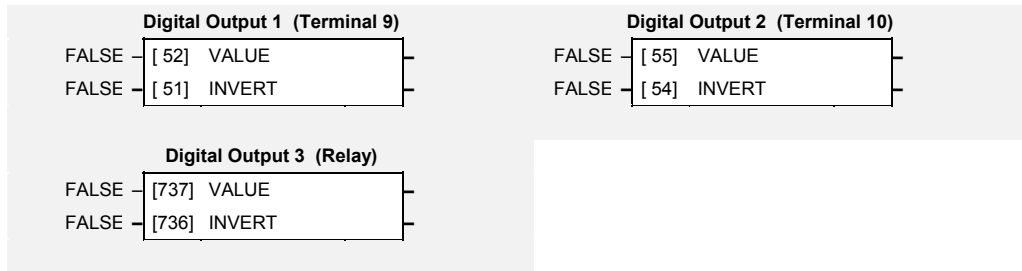 Digital Output 1 (Terminal 9)
FALSE [ 52] VALUE
FALSE [ 51] INVERT
Digital Output 2 (Terminal 10)
FALSE [ 55] VALUE
FALSE [ 54] INVERT
Digital Output 3 (Relay)
FALSE [737] VALUE
FALSE [736] INVERT